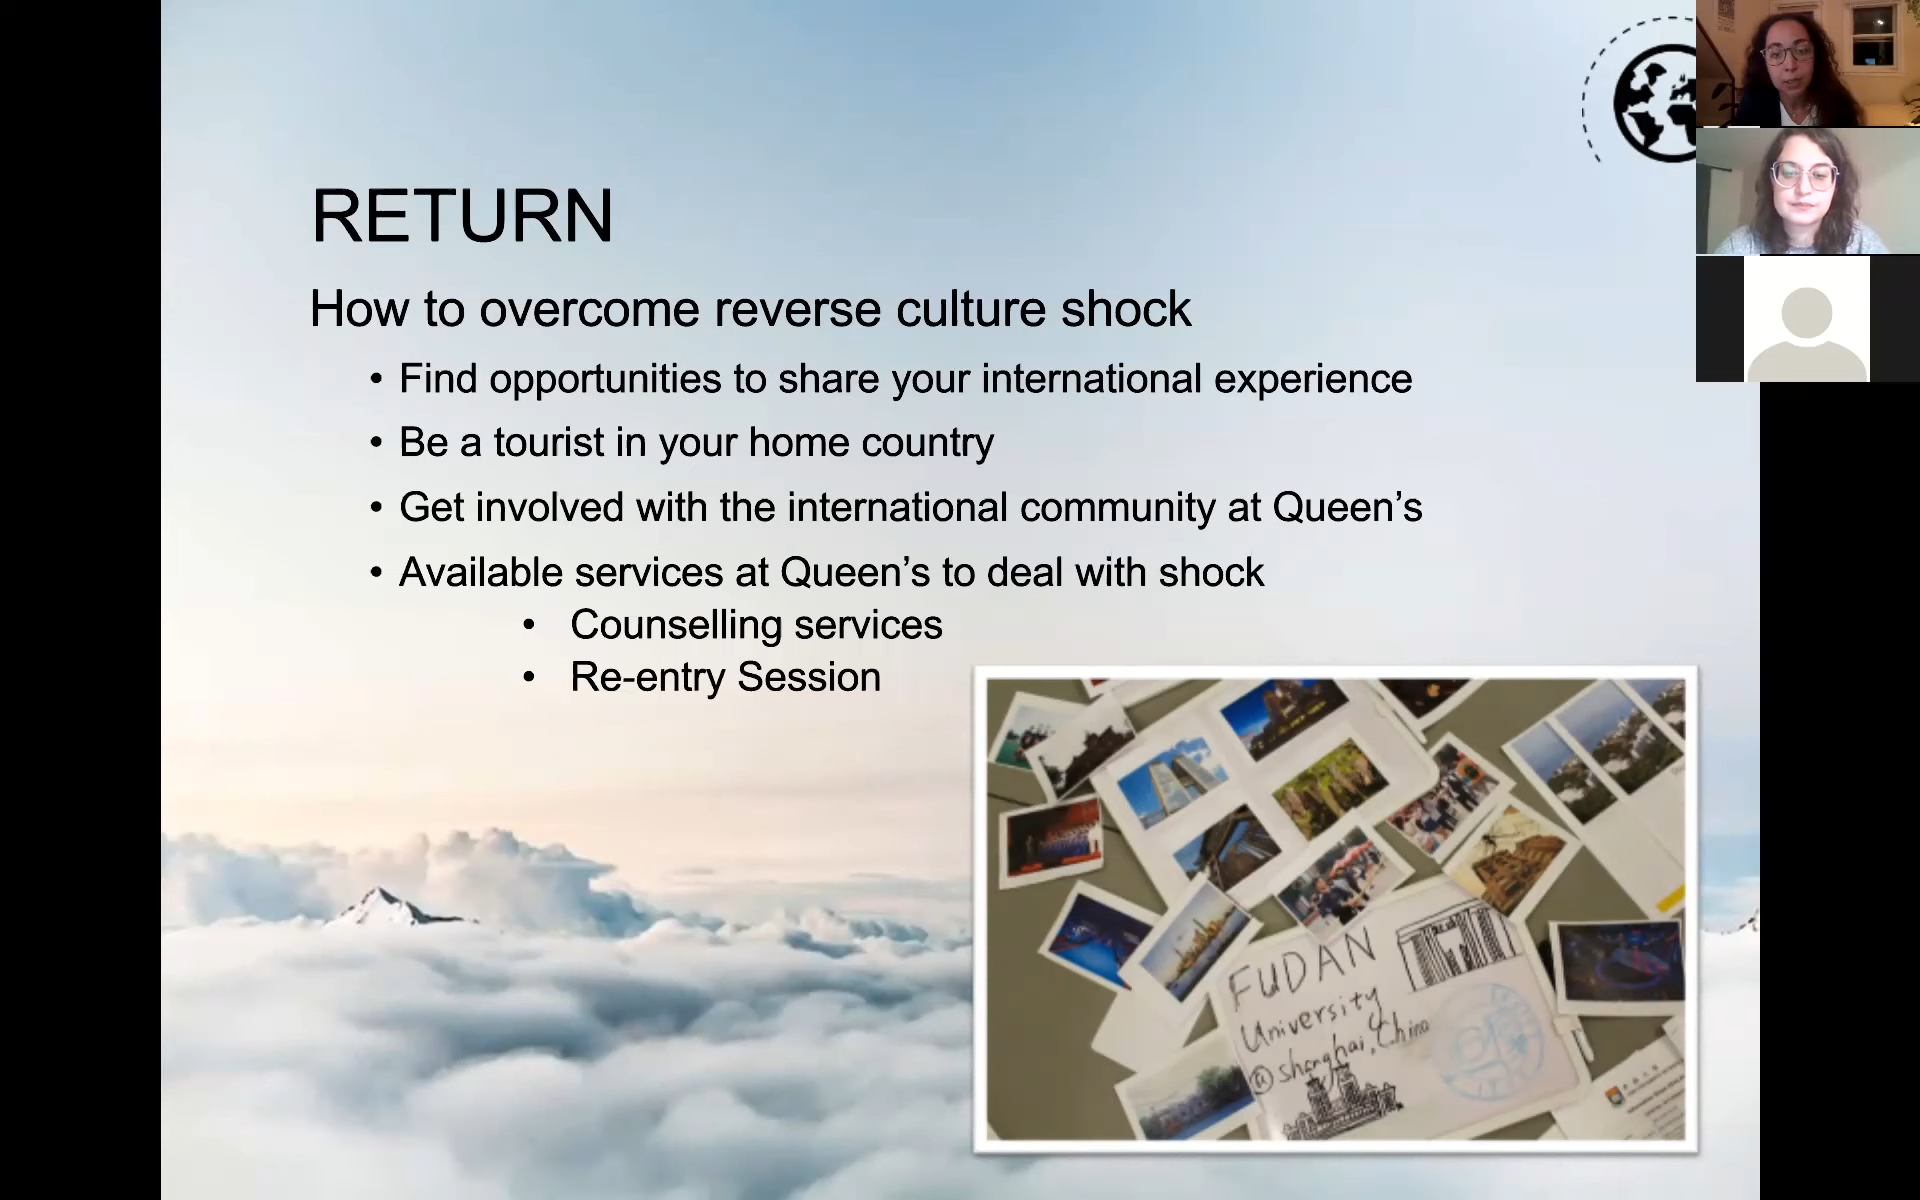 RETURN
How to overcome reverse culture shock
• Find opportunities to share your international experience
• Be a tourist in your home country
• Get involved with the international community at Queen’s
• Available services at Queen’s to deal with shock
• Counselling services
• Re-entry Session
FUDAN
University
@shanghai, China